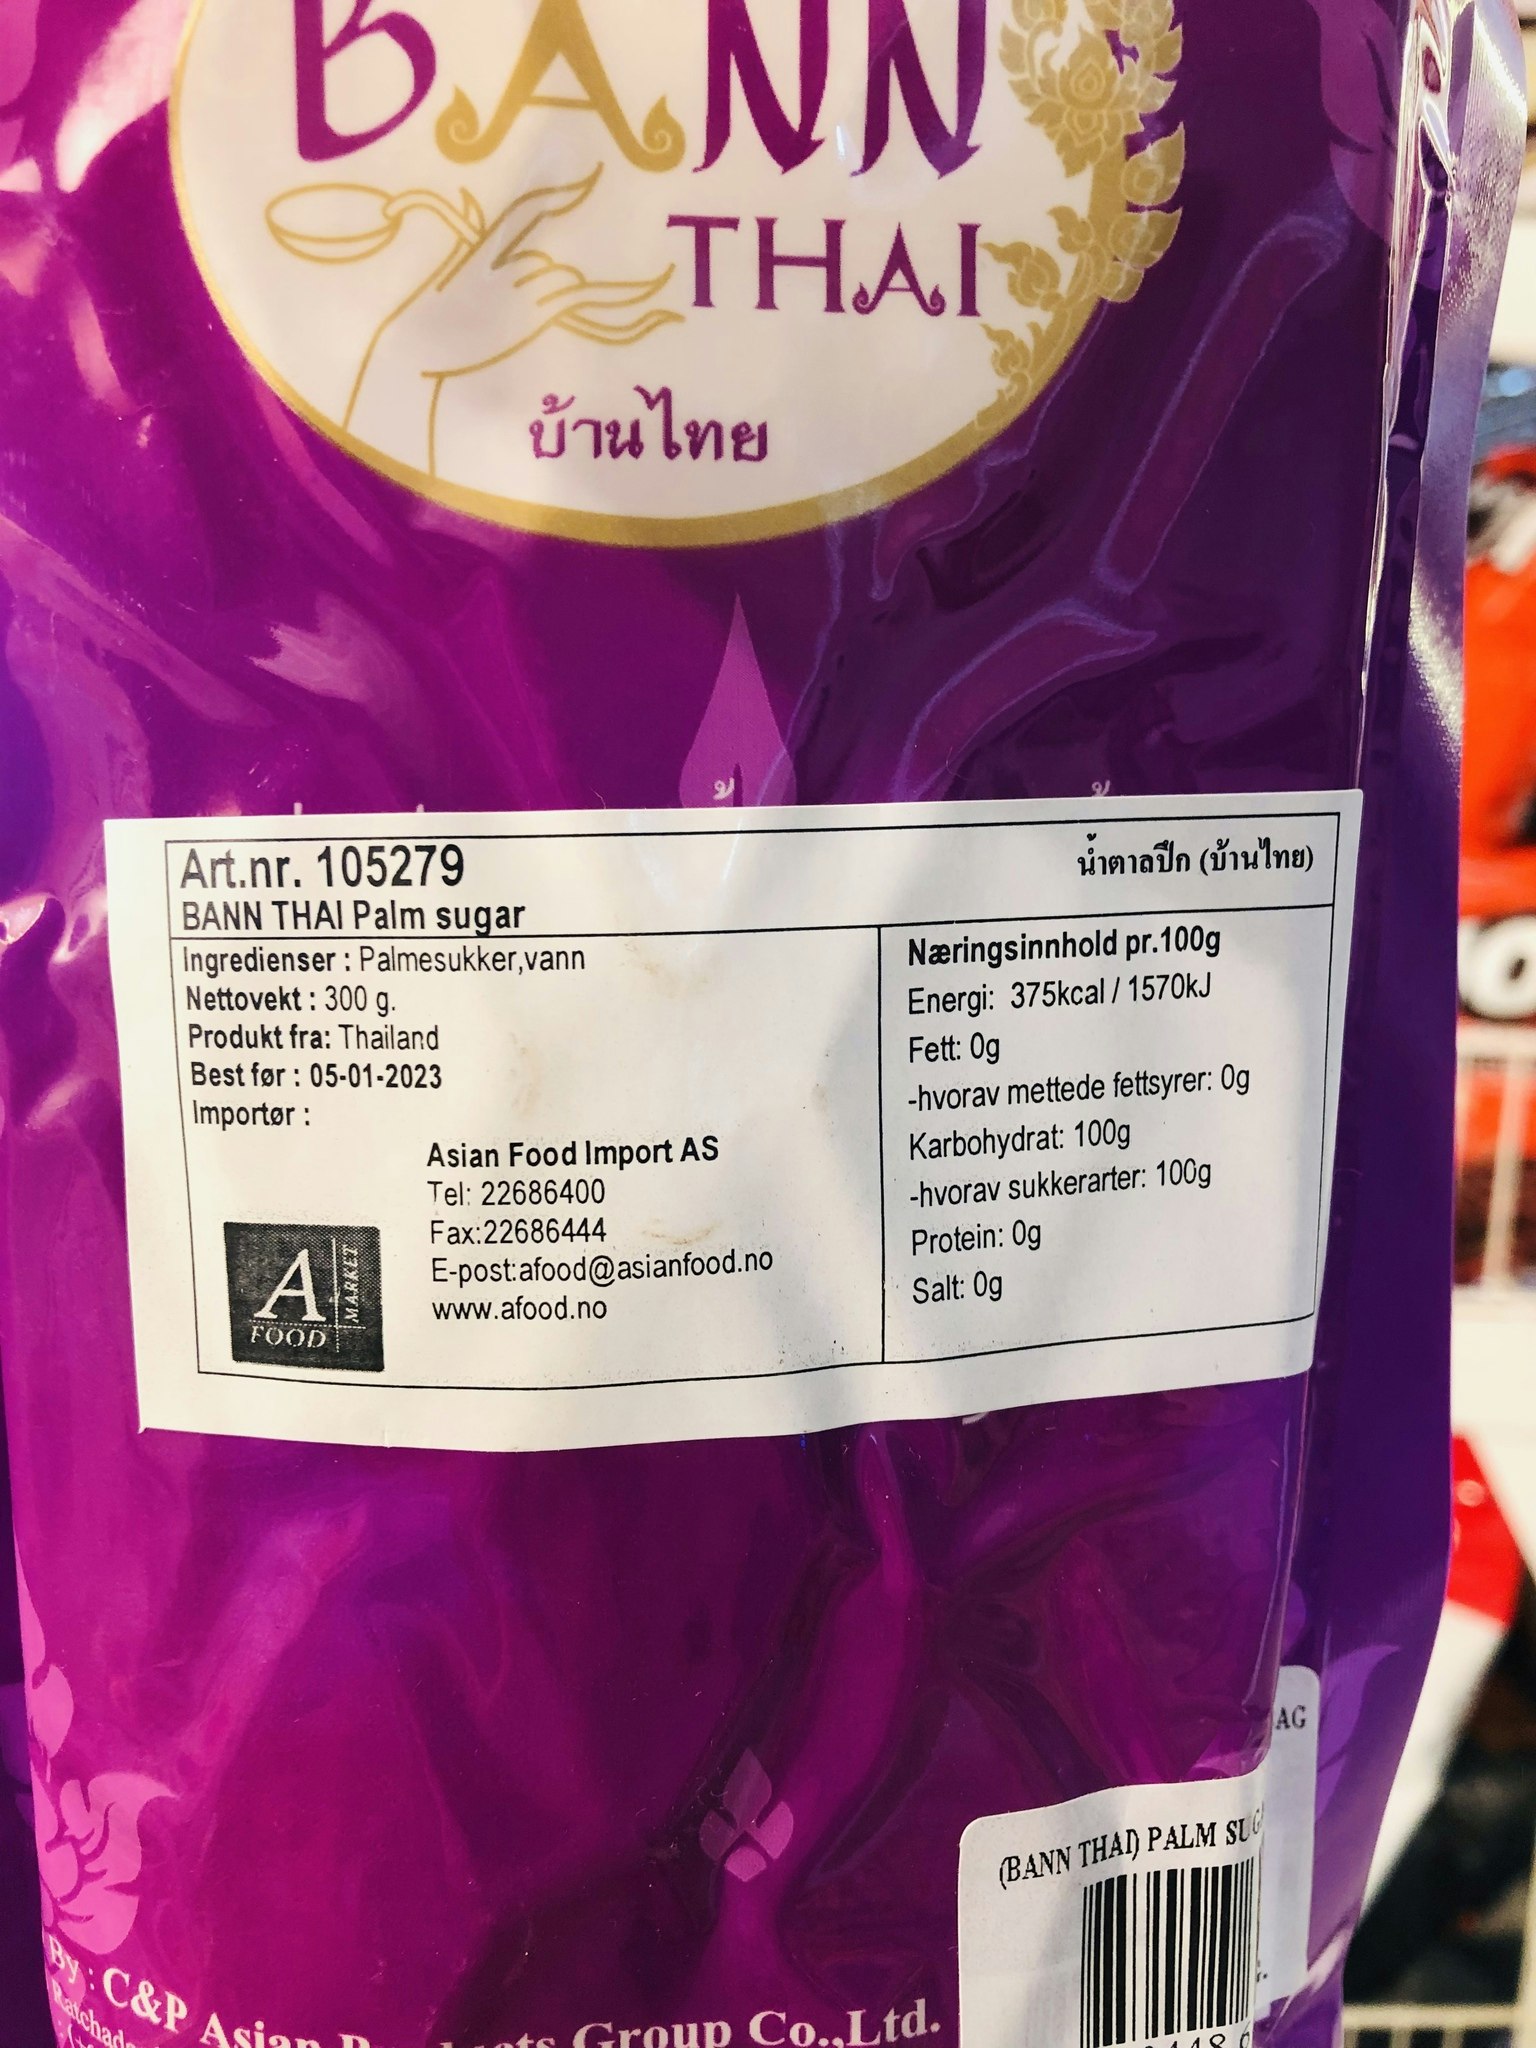 BANN
THAI
บ้านไทย
Art.nr. 105279
น้ำตาลปึก (บ้านไทย)
BANN THAI Palm sugar
Ingredienser : Palmesukker,vann
Nettovekt : 300 g.
Produkt fra: Thailand
Best før : 05-01-2023
Importør :
Asian Food Import AS
Tel: 22686400
Fax:22686444
E-post:afood@asianfood.no
www.afood.no
A
FOOD
MARKET
Næringsinnhold pr.100g
Energi: 375kcal / 1570kJ
Fett: 0g
-hvorav mettede fettsyrer: 0g
Karbohydrat: 100g
-hvorav sukkerarter: 100g
Protein: 0g
Salt: 0g
AG
(BANN THAI) PALM
By : C&P Asian Group Co.,Ltd.